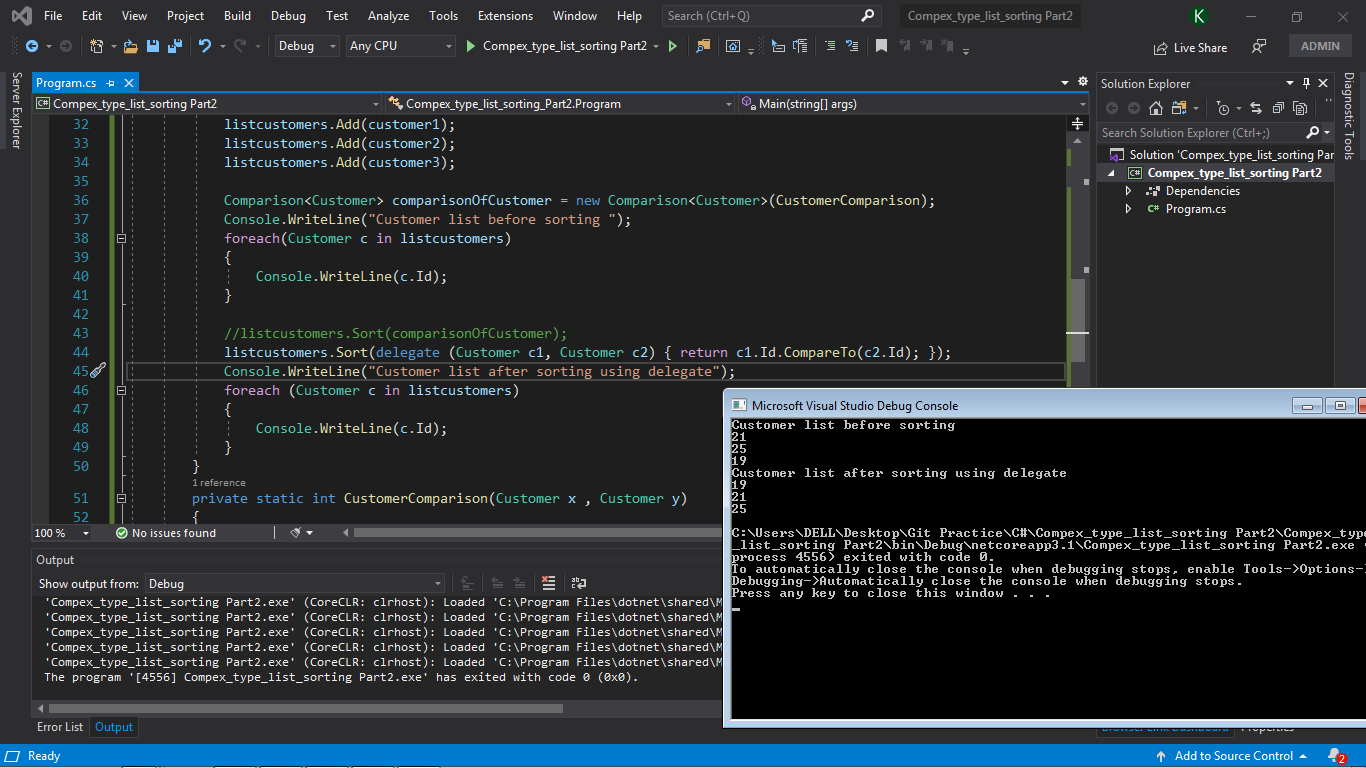 File Edit View Project Build Debug Test Analyze Tools Extensions Window Help Search (Ctrl+Q) Compex_type_list_sorting Part2 K
Debug Any CPU Compex_type_list_sorting Part2 Live Share ADMIN
Server Explorer
Program.cs
Compex_type_list_sorting Part2 Compex_type_list_sorting_Part2.Program Main(string[] args)
32 listcustomers.Add(customer1);
33 listcustomers.Add(customer2);
34 listcustomers.Add(customer3);
35
36 Comparison<Customer> comparisonOfCustomer = new Comparison<Customer>(CustomerComparison);
37 Console.WriteLine("Customer list before sorting ");
38 foreach(Customer c in listcustomers)
39 {
40 Console.WriteLine(c.Id);
41 }
42
43 //listcustomers.Sort(comparisonOfCustomer);
44 listcustomers.Sort(delegate (Customer c1, Customer c2) { return c1.Id.CompareTo(c2.Id); });
45 Console.WriteLine("Customer list after sorting using delegate");
46 foreach (Customer c in listcustomers)
47 {
48 Console.WriteLine(c.Id);
49 }
50 }
1 reference
51 private static int CustomerComparison(Customer x , Customer y)
52 {
100 % No issues found
Solution Explorer
Search Solution Explorer (Ctrl+;)
Solution 'Compex_type_list_sorting Par
Compex_type_list_sorting Part2
Dependencies
C# Program.cs
Diagnostic Tools
Output
Show output from: Debug
'Compex_type_list_sorting Part2.exe' (CoreCLR: clrhost): Loaded 'C:\Program Files\dotnet\shared\M
'Compex_type_list_sorting Part2.exe' (CoreCLR: clrhost): Loaded 'C:\Program Files\dotnet\shared\M
'Compex_type_list_sorting Part2.exe' (CoreCLR: clrhost): Loaded 'C:\Program Files\dotnet\shared\M
'Compex_type_list_sorting Part2.exe' (CoreCLR: clrhost): Loaded 'C:\Program Files\dotnet\shared\M
'Compex_type_list_sorting Part2.exe' (CoreCLR: clrhost): Loaded 'C:\Program Files\dotnet\shared\M
The program '[4556] Compex_type_list_sorting Part2.exe' has exited with code 0 (0x0).
Error List Output
Microsoft Visual Studio Debug Console
Customer list before sorting
21
25
19
Customer list after sorting using delegate
19
21
25
C:\Users\DELL\Desktop\Git Practice\C#\Compex_type_list_sorting Part2\Compex_type
_list_sorting Part2\bin\Debug\netcoreapp3.1\Compex_type_list_sorting Part2.exe
process 4556) exited with code 0.
To automatically close the console when debugging stops, enable Tools->Options-
Debugging->Automatically close the console when debugging stops.
Press any key to close this window . . .
Ready Add to Source Control 2